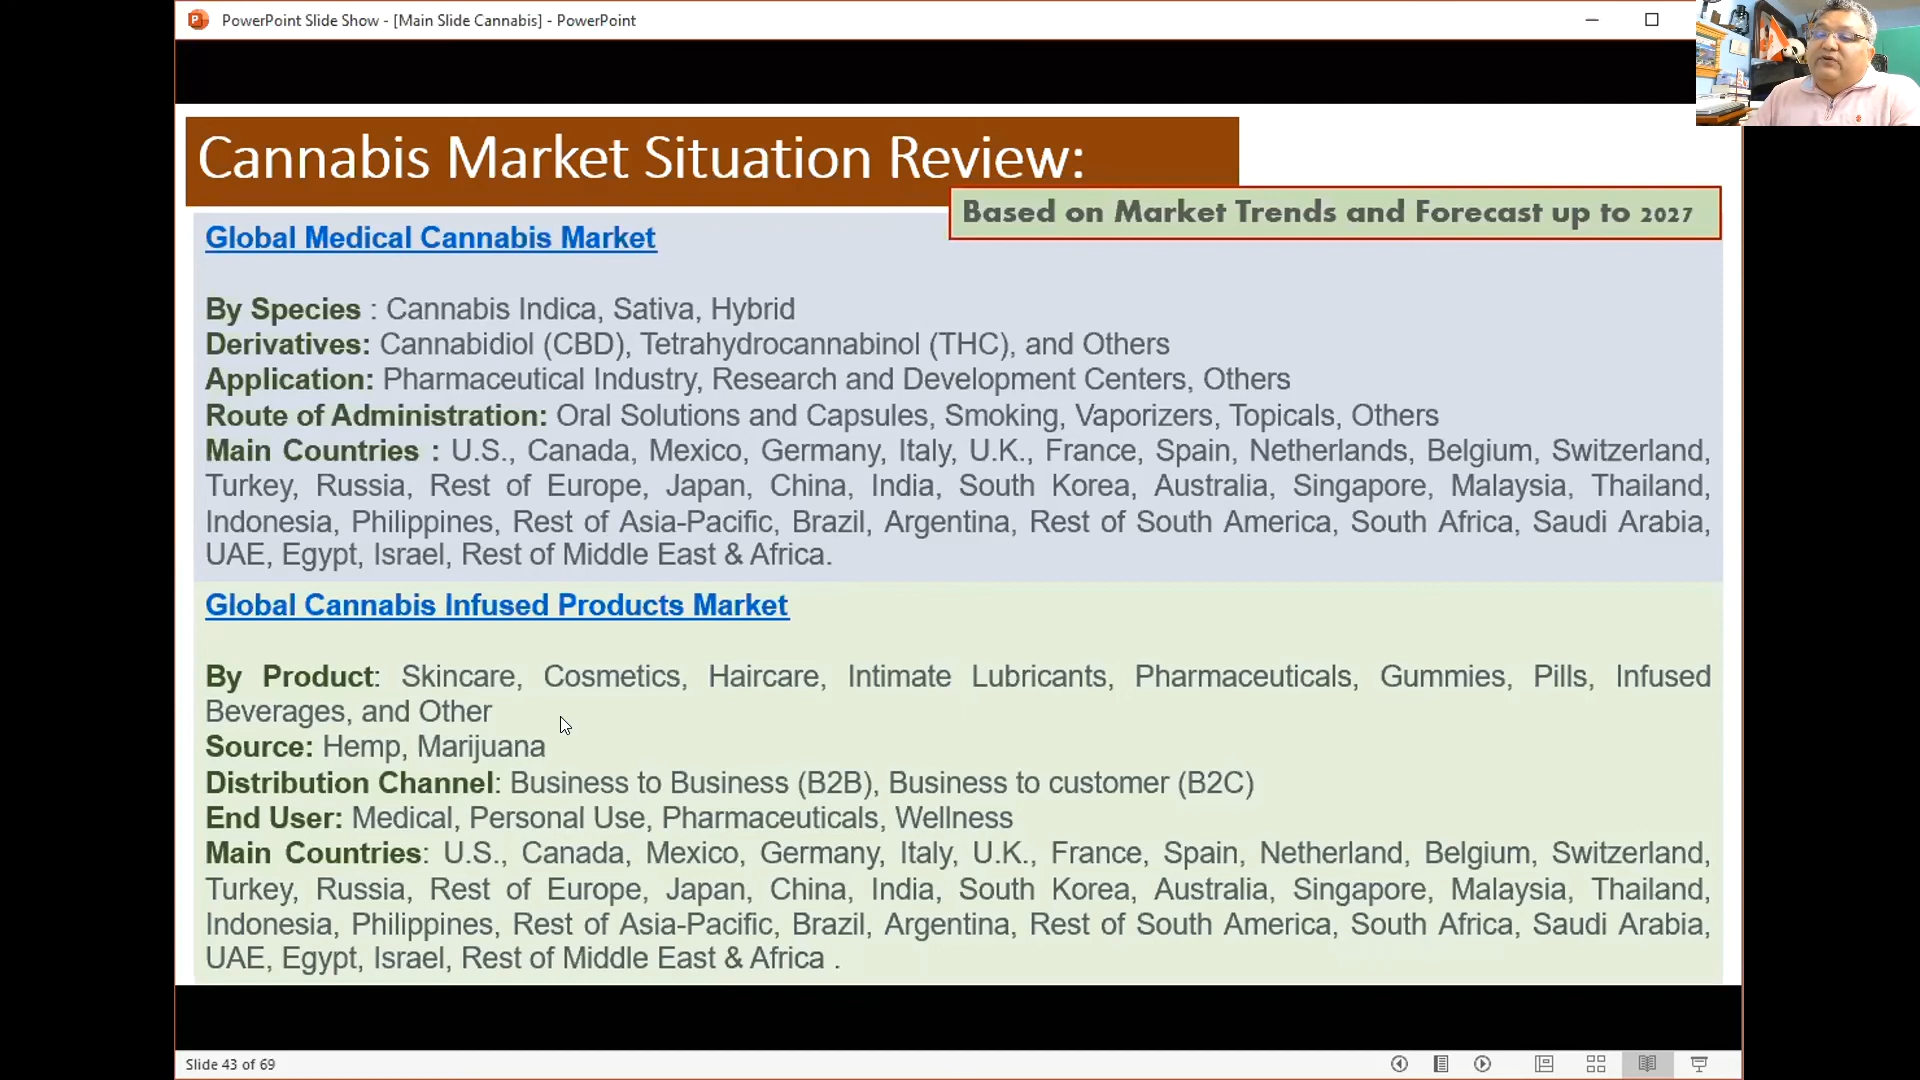 PowerPoint Slide Show - [Main Slide Cannabis] - PowerPoint
Cannabis Market Situation Review:
Based on Market Trends and Forecast up to 2027
Global Medical Cannabis Market
By Species : Cannabis Indica, Sativa, Hybrid
Derivatives: Cannabidiol (CBD), Tetrahydrocannabinol (THC), and Others
Application: Pharmaceutical Industry, Research and Development Centers, Others
Route of Administration: Oral Solutions and Capsules, Smoking, Vaporizers, Topicals, Others
Main Countries : U.S., Canada, Mexico, Germany, Italy, U.K., France, Spain, Netherlands, Belgium, Switzerland,
Turkey, Russia, Rest of Europe, Japan, China, India, South Korea, Australia, Singapore, Malaysia, Thailand,
Indonesia, Philippines, Rest of Asia-Pacific, Brazil, Argentina, Rest of South America, South Africa, Saudi Arabia,
UAE, Egypt, Israel, Rest of Middle East & Africa.
Global Cannabis Infused Products Market
By Product: Skincare, Cosmetics, Haircare, Intimate Lubricants, Pharmaceuticals, Gummies, Pills, Infused
Beverages, and Other
Source: Hemp, Marijuana
Distribution Channel: Business to Business (B2B), Business to customer (B2C)
End User: Medical, Personal Use, Pharmaceuticals, Wellness
Main Countries: U.S., Canada, Mexico, Germany, Italy, U.K., France, Spain, Netherland, Belgium, Switzerland,
Turkey, Russia, Rest of Europe, Japan, China, India, South Korea, Australia, Singapore, Malaysia, Thailand,
Indonesia, Philippines, Rest of Asia-Pacific, Brazil, Argentina, Rest of South America, South Africa, Saudi Arabia,
UAE, Egypt, Israel, Rest of Middle East & Africa .
Slide 43 of 69